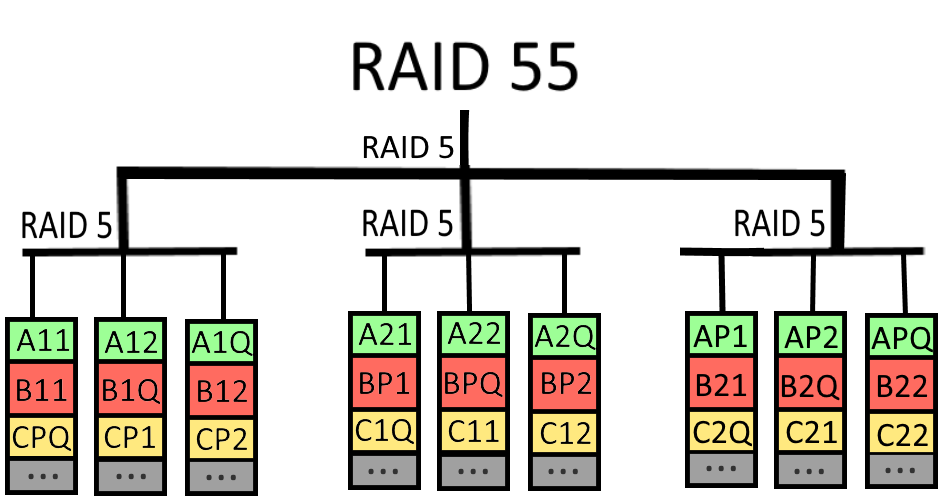 RAID 55
RAID 5
RAID 5 RAID 5 RAID 5
A11 A12 A1Q A21 A22 A2Q AP1 AP2 APQ
B11 B1Q B12 BP1 BPQ BP2 B21 B2Q B22
CPQ CP1 CP2 C1Q C11 C12 C2Q C21 C22
... ... ... ... ... ... ... ... ...